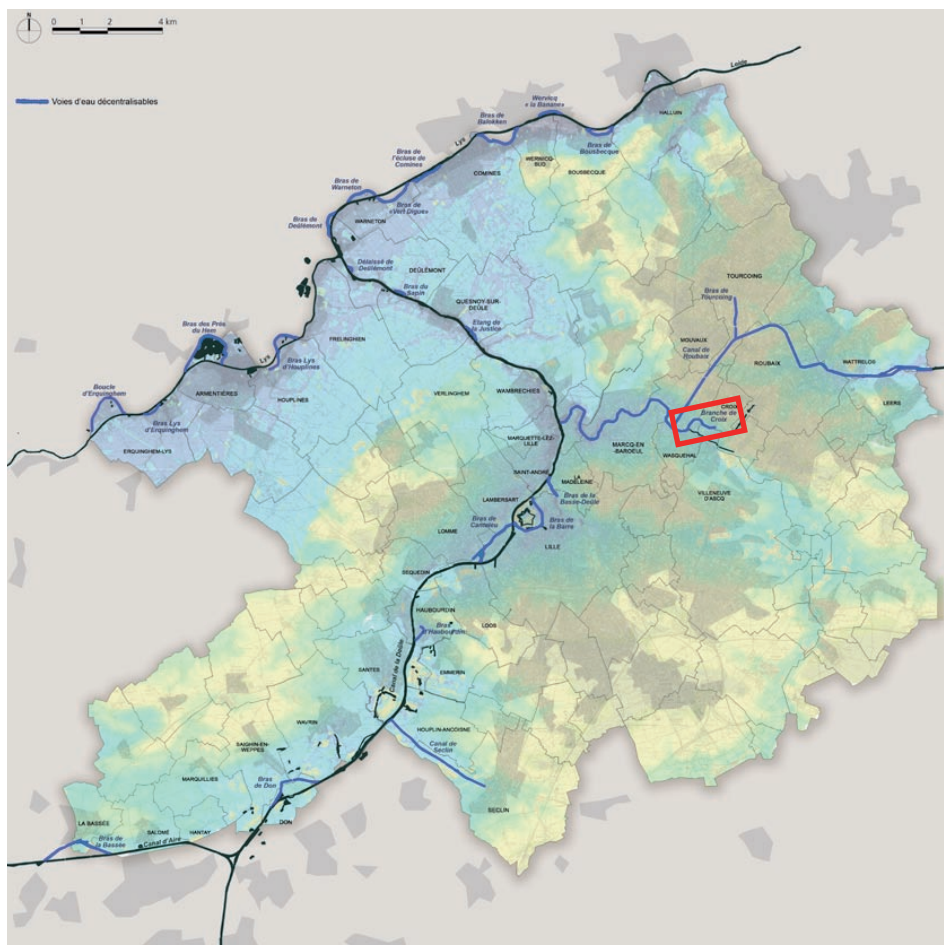 N
0 1 2 4 km
Voies d'eau décentralisables
Leie
HALLUIN
Wervicq
« la Banane»
Bras de
Balokken
Lys
Bras de
Bousbecque
WERVICQ-
SUD
BOUSBECQUE
Bras de
l'écluse de
Comines
COMINES
Bras de
Warneton
Bras de
«Vert Digue»
WARNETON
Bras de
Deûlémont
Délaissé de
Deûlémont
DEÛLÉMONT
TOURCOING
Bras du
Sapin
Bras de
Tourcoing
QUESNOY-SUR-
DEÛLE
Etang de
la Justice
Bras des Prés
du Hem
FRELINGHIEN
MOUVAUX
Canal de
Roubaix
Lys
Bras Lys
d'Houplines
ROUBAIX
WATTRELOS
Boucle
d'Erquinghem
ARMENTIÈRES
HOUPLINES
VERLINGHEM
WAMBRECHIES
LEERS
CROIX
Branche de
Croix
Bras Lys
d'Erquinghem
MARQUETTE-LEZ-
LILLE
MARCQ-EN
-BAROEUL
ERQUINGHEM-LYS
WASQUEHAL
SAINT-ANDRÉ
LA
MADELEINE
VILLENEUVE
D'ASCQ
LAMBERSART
Bras de la
Basse-Deûle
Bras de
Canteleu
Bras de
la Barre
LOMME
LILLE
SEQUEDIN
HAUBOURDIN
Bras
d'Haubourdin
LOOS
SANTES
Canal de la Deûle
EMMERIN
WAVRIN
HOUPLIN-ANCOISNE
SAIGHIN-EN-
WEPPES
Canal de
Seclin
MARQUILLIES
Bras
de Don
SECLIN
LA BASSÉE
DON
SALOMÉ
HANTAY
Bras de
la Bassée
Canal d'Aire